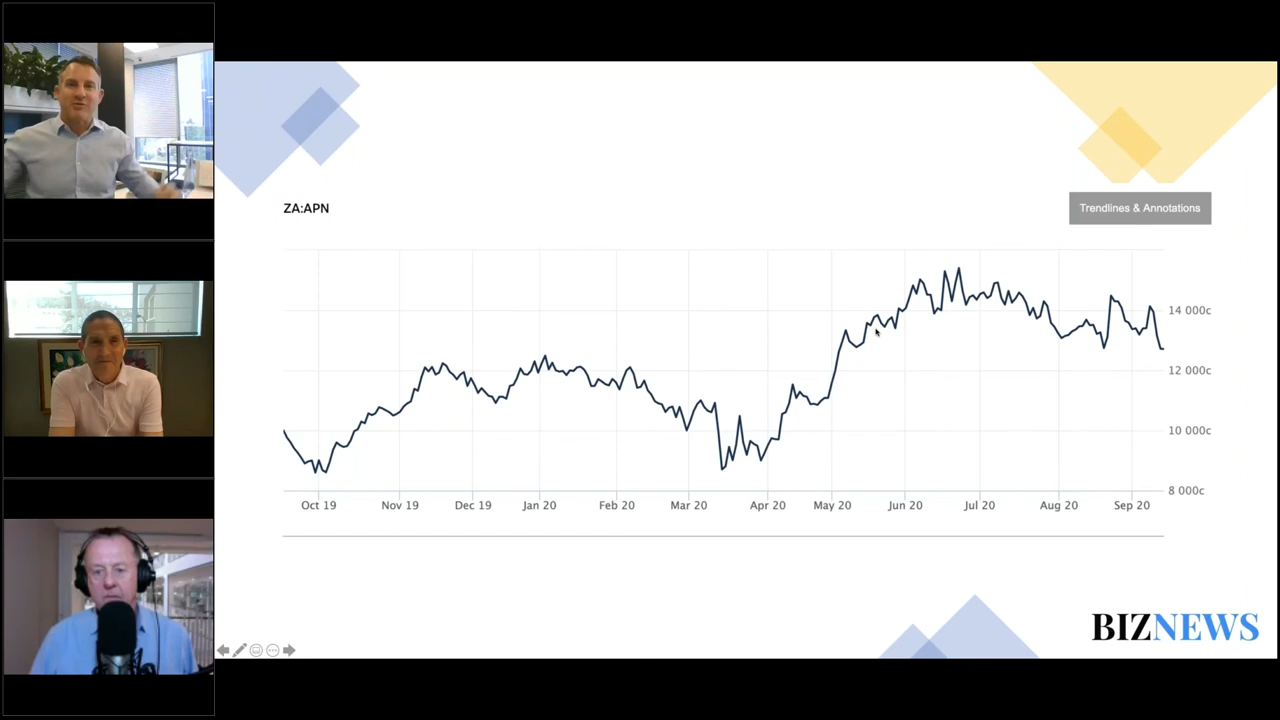 ZA:APN
Trendlines & Annotations
14 000c
12 000c
10 000c
8 000c
Oct 19 Nov 19 Dec 19 Jan 20 Feb 20 Mar 20 Apr 20 May 20 Jun 20 Jul 20 Aug 20 Sep 20
BIZNEWS